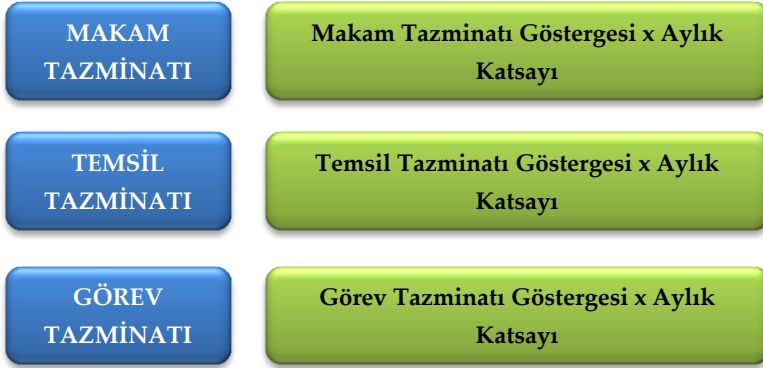 MAKAM
TAZMİNATI
Makam Tazminatı Göstergesi x Aylık
Katsayı
TEMSİL
TAZMİNATI
Temsil Tazminatı Göstergesi x Aylık
Katsayı
GÖREV
TAZMİNATI
Görev Tazminatı Göstergesi x Aylık
Katsayı